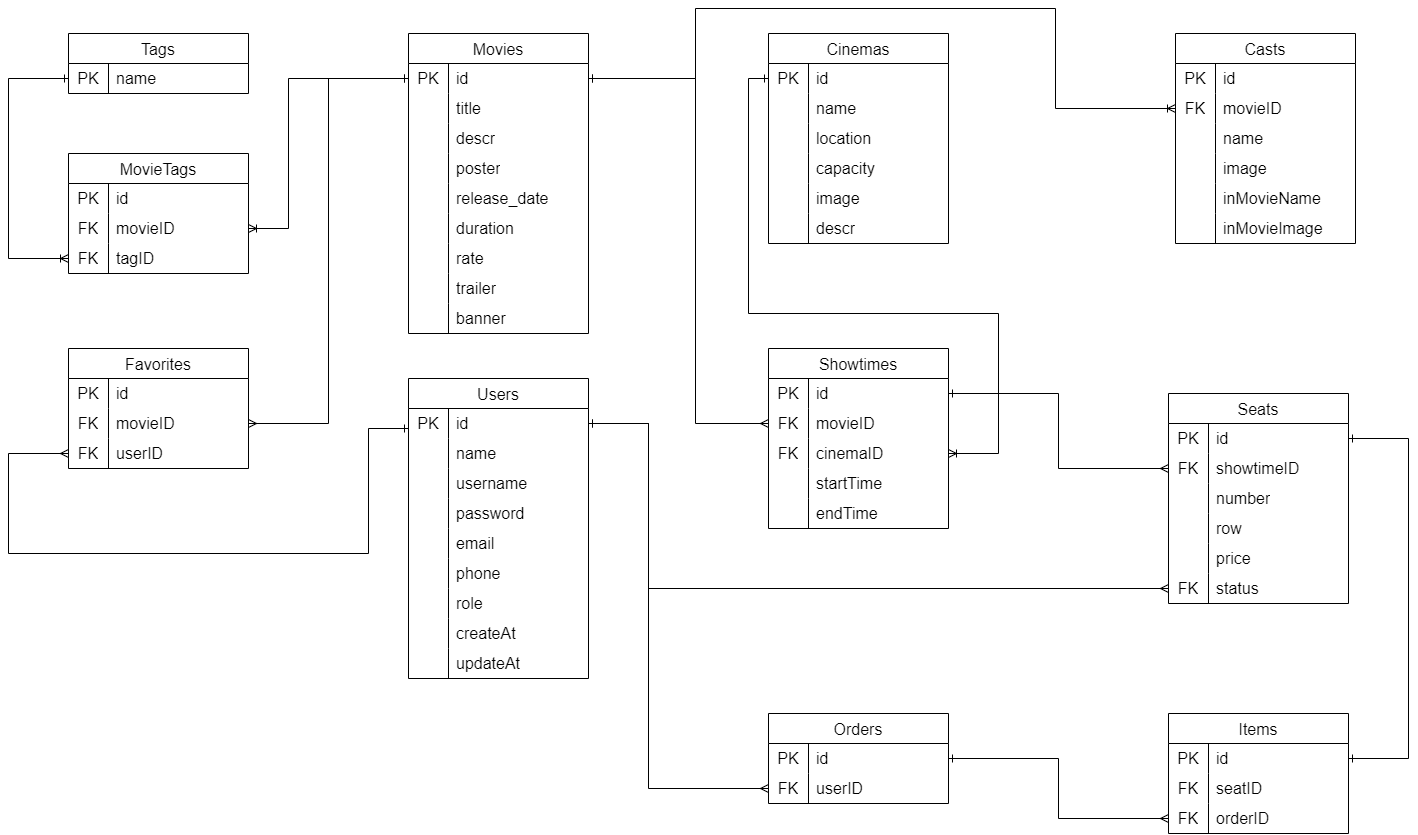 Tags
PK name
MovieTags
PK id
FK movieID
FK tagID
Favorites
PK id
FK movieID
FK userID
Movies
PK id
title
descr
poster
release_date
duration
rate
trailer
banner
Users
PK id
name
username
password
email
phone
role
createAt
updateAt
Cinemas
PK id
name
location
capacity
image
descr
Showtimes
PK id
FK movieID
FK cinemaID
startTime
endTime
Orders
PK id
FK userID
Casts
PK id
FK movieID
name
image
inMovieName
inMovieImage
Seats
PK id
FK showtimeID
number
row
price
FK status
Items
PK id
FK seatID
FK orderID